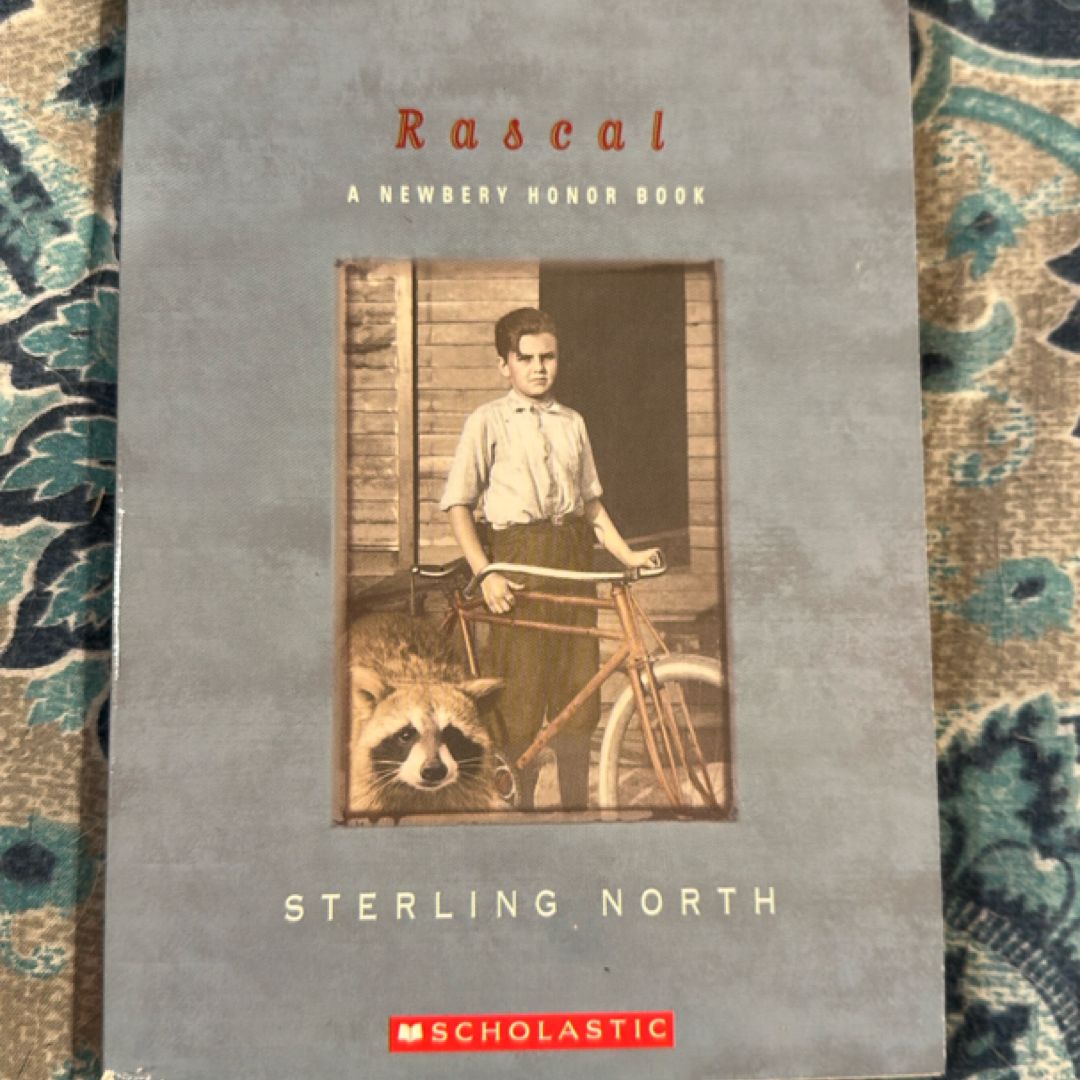 Rascal
A NEWBERY HONOR BOOK
STERLING NORTH
SCHOLASTIC